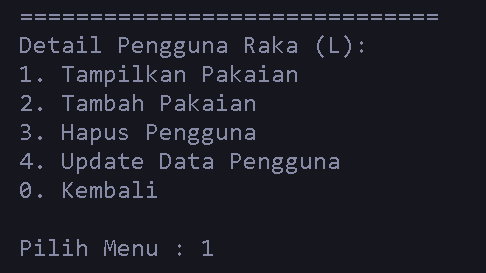 ==============================
Detail Pengguna Raka (L):
1. Tampilkan Pakaian
2. Tambah Pakaian
3. Hapus Pengguna
4. Update Data Pengguna
0. Kembali
Pilih Menu : 1